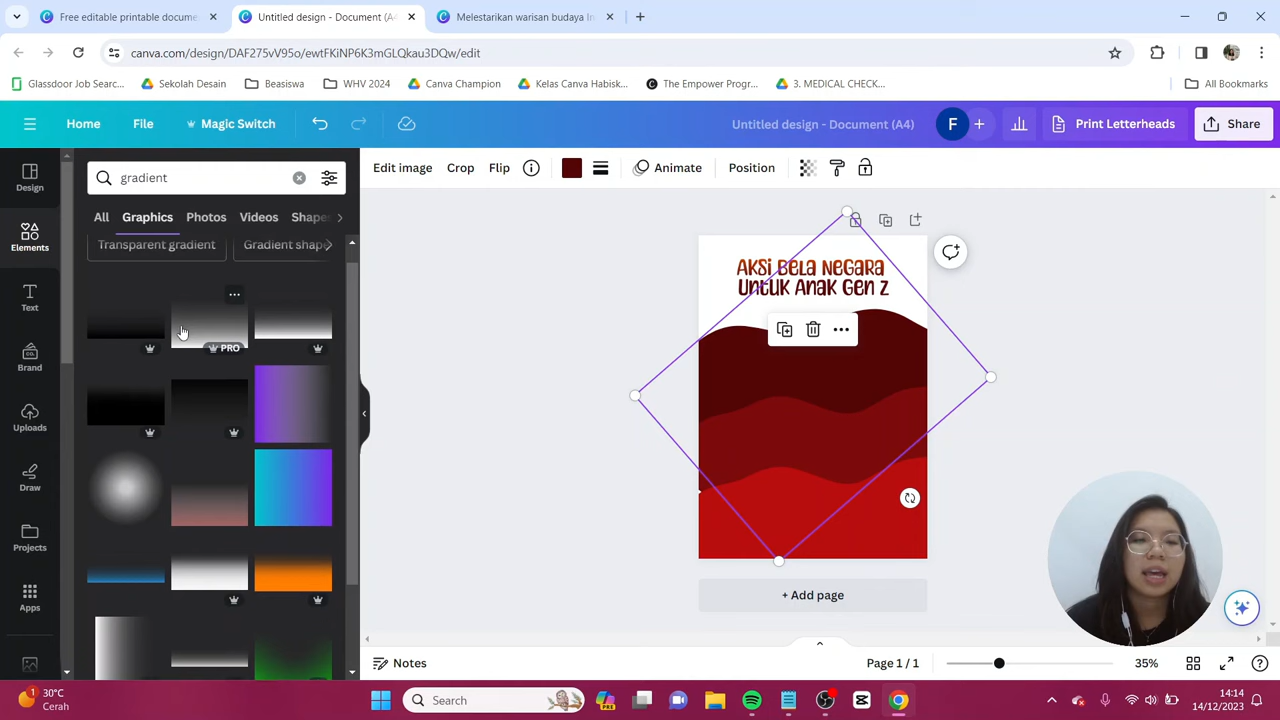 Free editable printable docume
Untitled design - Document (A4
Melestarikan warisan budaya In
canva.com/design/DAF275vV95o/ewtFKiNP6K3mGLQkau3DQw/edit
Glassdoor Job Searc...
Sekolah Desain
Beasiswa
WHV 2024
Canva Champion
Kelas Canva Habisk...
The Empower Progr...
3. MEDICAL CHECK...
All Bookmarks
Home
File
Magic Switch
Untitled design - Document (A4)
F
Print Letterheads
Share
Design
Elements
Text
Brand
Uploads
Draw
Projects
Apps
gradient
All
Graphics
Photos
Videos
Shape
Transparent gradient
Gradient shap
PRO
Edit image
Crop
Flip
Animate
Position
Aksi Bela Negara
Untuk Anak Gen Z
+ Add page
Notes
Page 1 / 1
35%
1
30°C
Cerah
Search
PRE
14:14
14/12/2023